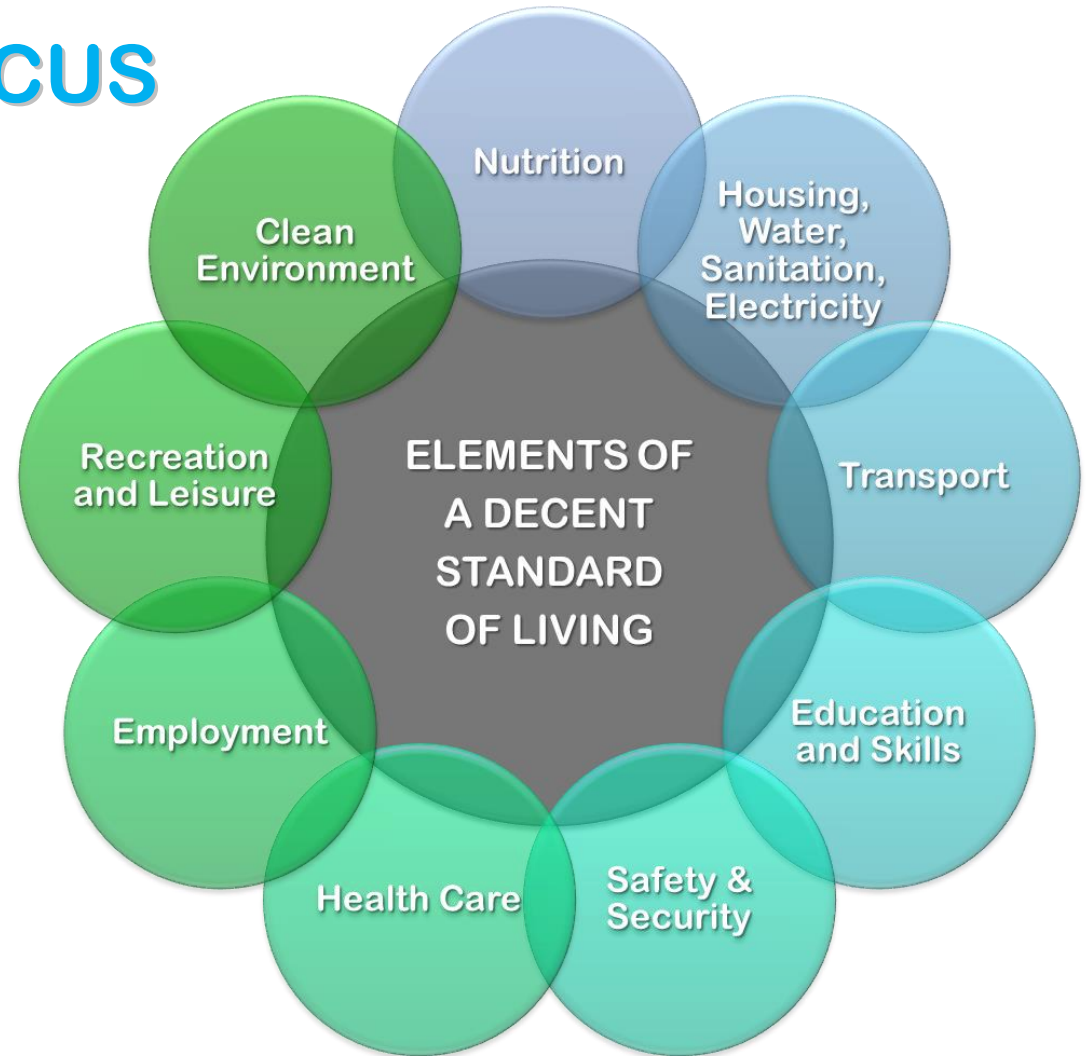 CUS
Nutrition
Housing,
Water,
Sanitation,
Electricity
Transport
Education
and Skills
Safety &
Security
Health Care
Employment
Recreation
and Leisure
Clean
Environment
ELEMENTS OF
A DECENT
STANDARD
OF LIVING